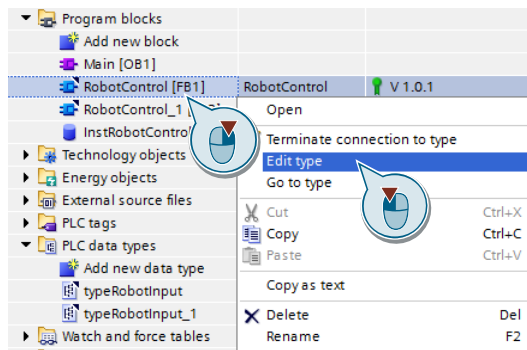 Program blocks
Add new block
Main [OB1]
RobotControl [FB1] RobotControl V 1.0.1
RobotControl_1 Open
InstRobotControl Terminate connection to type
Technology objects Edit type
Energy objects Go to type
External source files Cut Ctrl+X
PLC tags Copy Ctrl+C
PLC data types Paste Ctrl+V
Add new data type
typeRobotInput Copy as text
typeRobotInput_1 Delete Del
Watch and force tables Rename F2